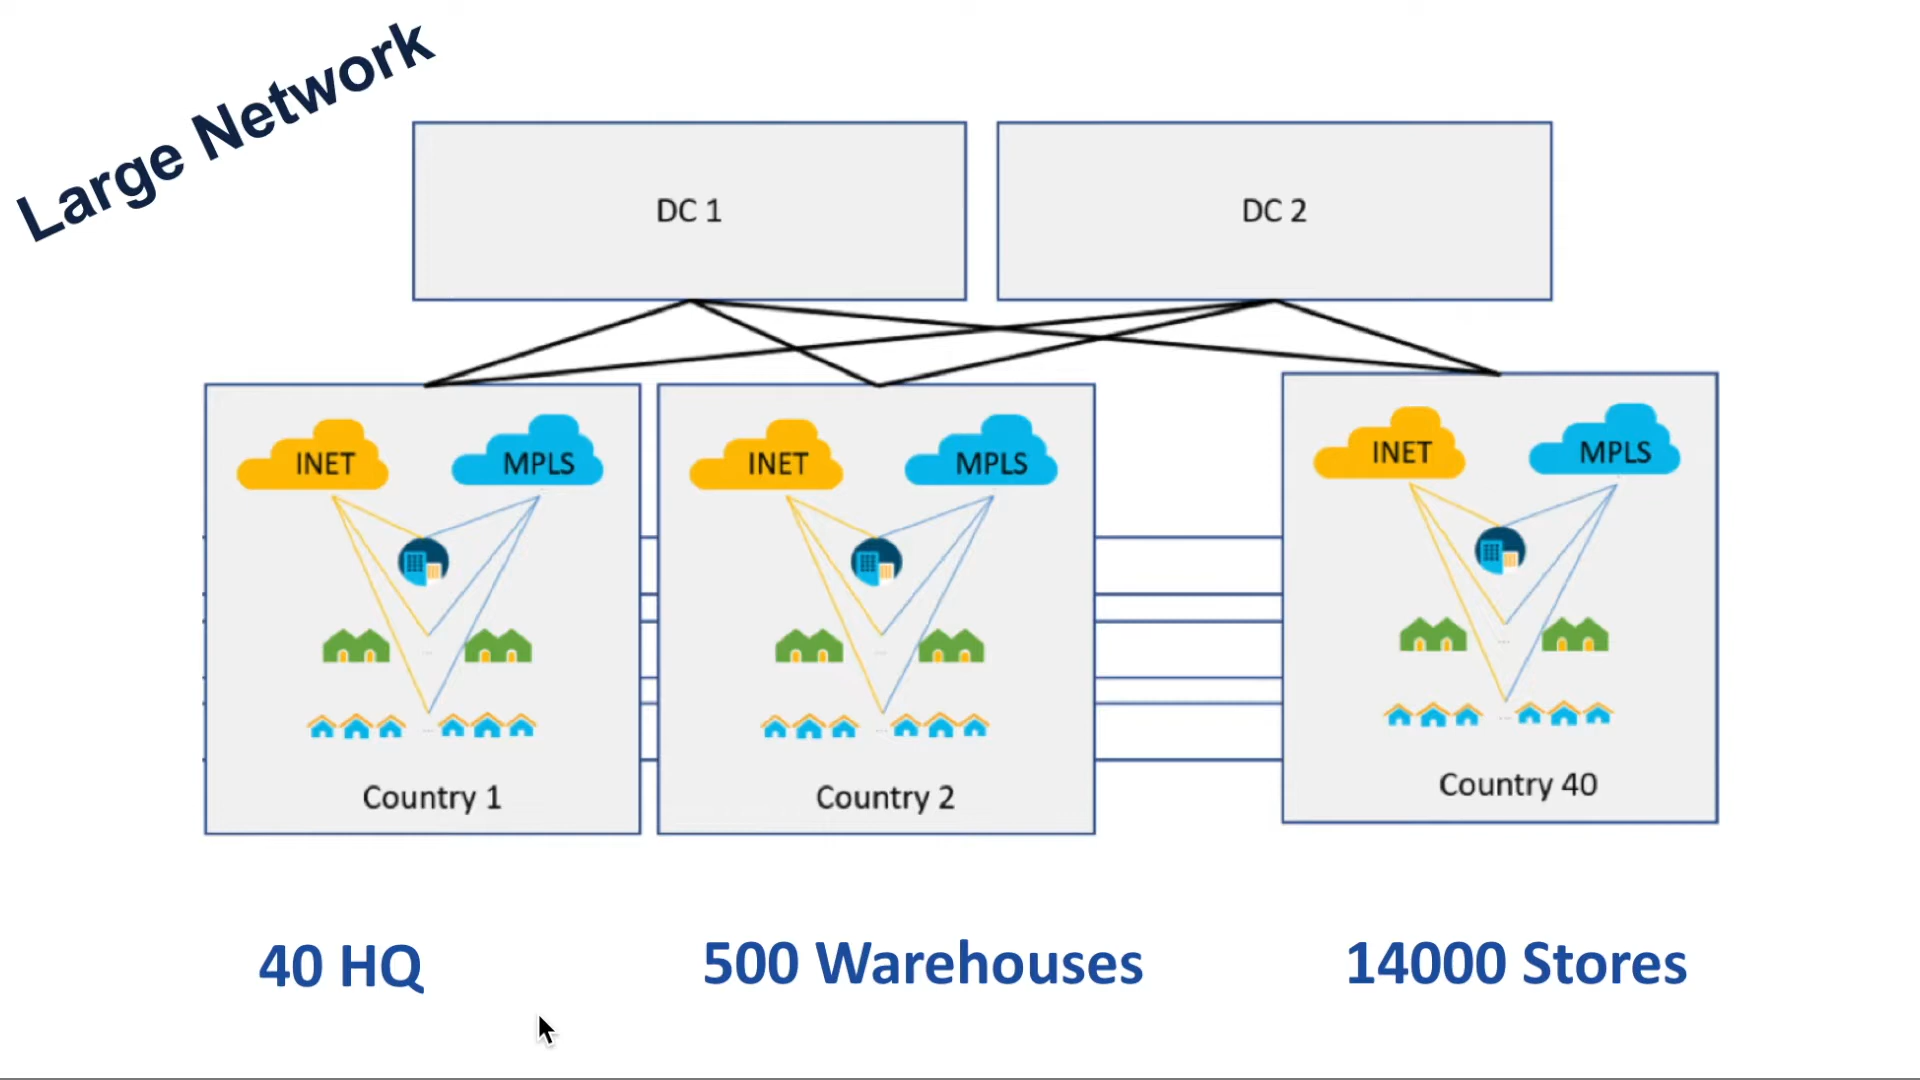 Large Network
DC 1
DC 2
INET
MPLS
INET
MPLS
INET
MPLS
...
...
...
...
...
...
Country 1
Country 2
Country 40
40 HQ
500 Warehouses
14000 Stores